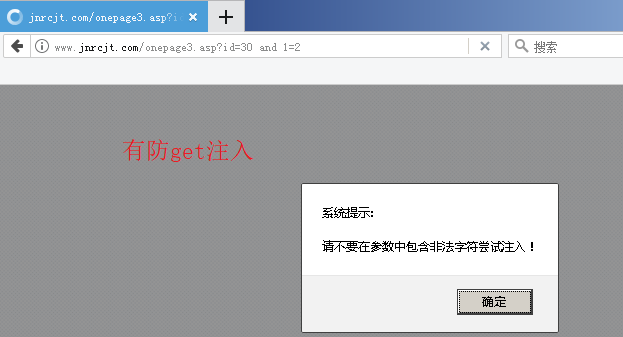 jnrcjt.com/onepage3.asp?i
www.jnrcjt.com/onepage3.asp?id=30 and 1=2
搜索
有防get注入
系统提示:
请不要在参数中包含非法字符尝试注入！
确定